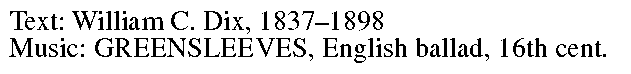 Text: William C. Dix, 1837–1898
Music: GREENSLEEVES, English ballad, 16th cent.